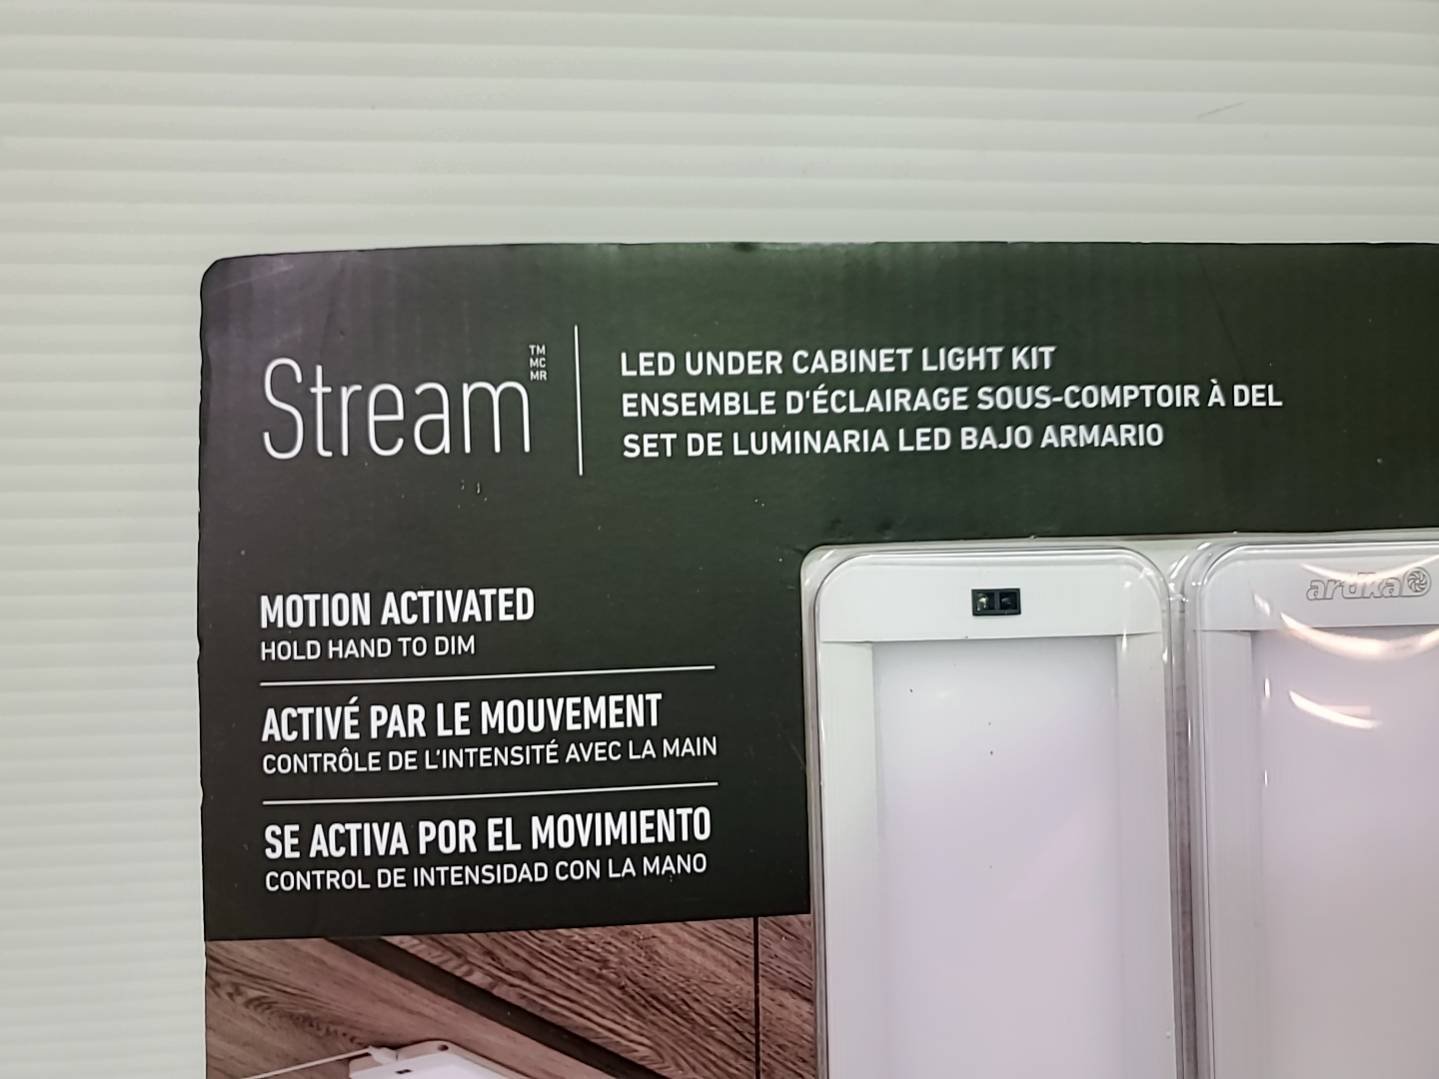 Stream
TM
MC
MR
LED UNDER CABINET LIGHT KIT
ENSEMBLE D'ÉCLAIRAGE SOUS-COMPTOIR À DEL
SET DE LUMINARIA LED BAJO ARMARIO
MOTION ACTIVATED
HOLD HAND TO DIM
ACTIVÉ PAR LE MOUVEMENT
CONTRÔLE DE L'INTENSITÉ AVEC LA MAIN
SE ACTIVA POR EL MOVIMIENTO
CONTROL DE INTENSIDAD CON LA MANO
artika